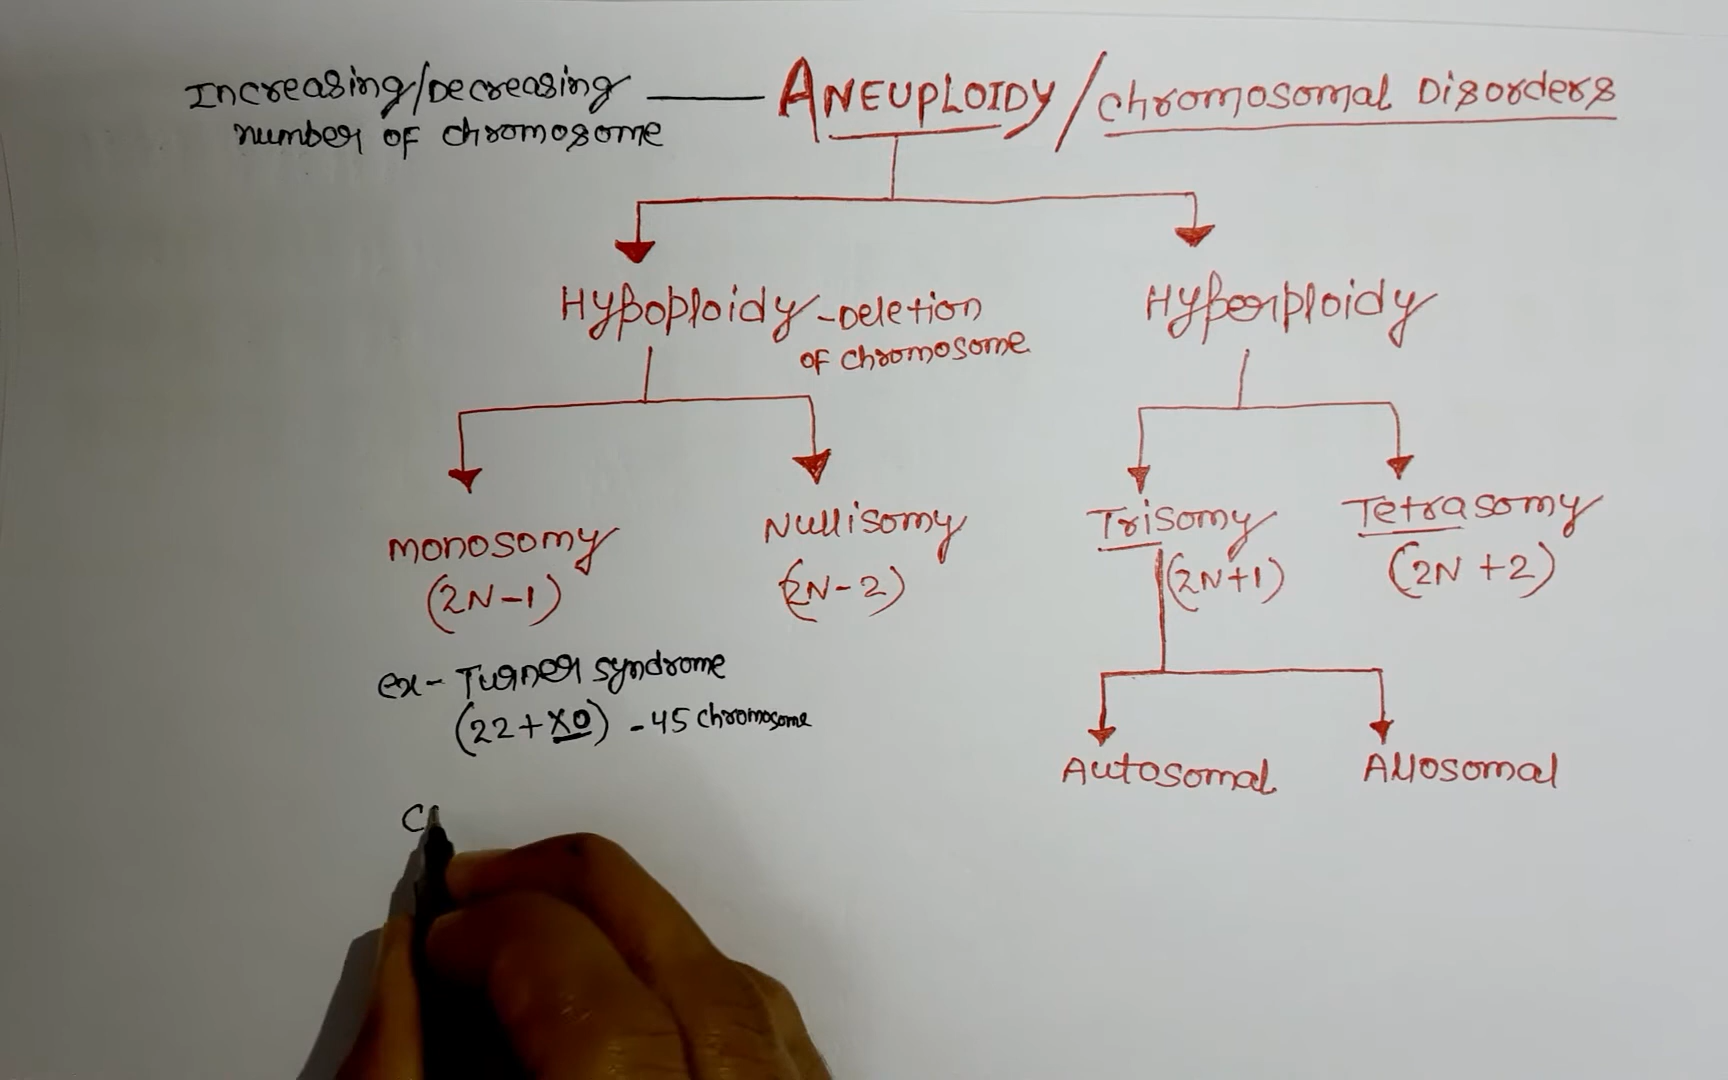 Increasing/Decreasing
number of chromosome
ANEUPLOIDY/chromosomal Disorders
Hypoploidy - Deletion
of chromosome
Hyperploidy
Monosomy
(2N-1)
Nullisomy
(2N-2)
Trisomy
(2N+1)
Tetrasomy
(2N+2)
ex- Turner syndrome
(22+XO) - 45 chromosome
Autosomal
Allosomal